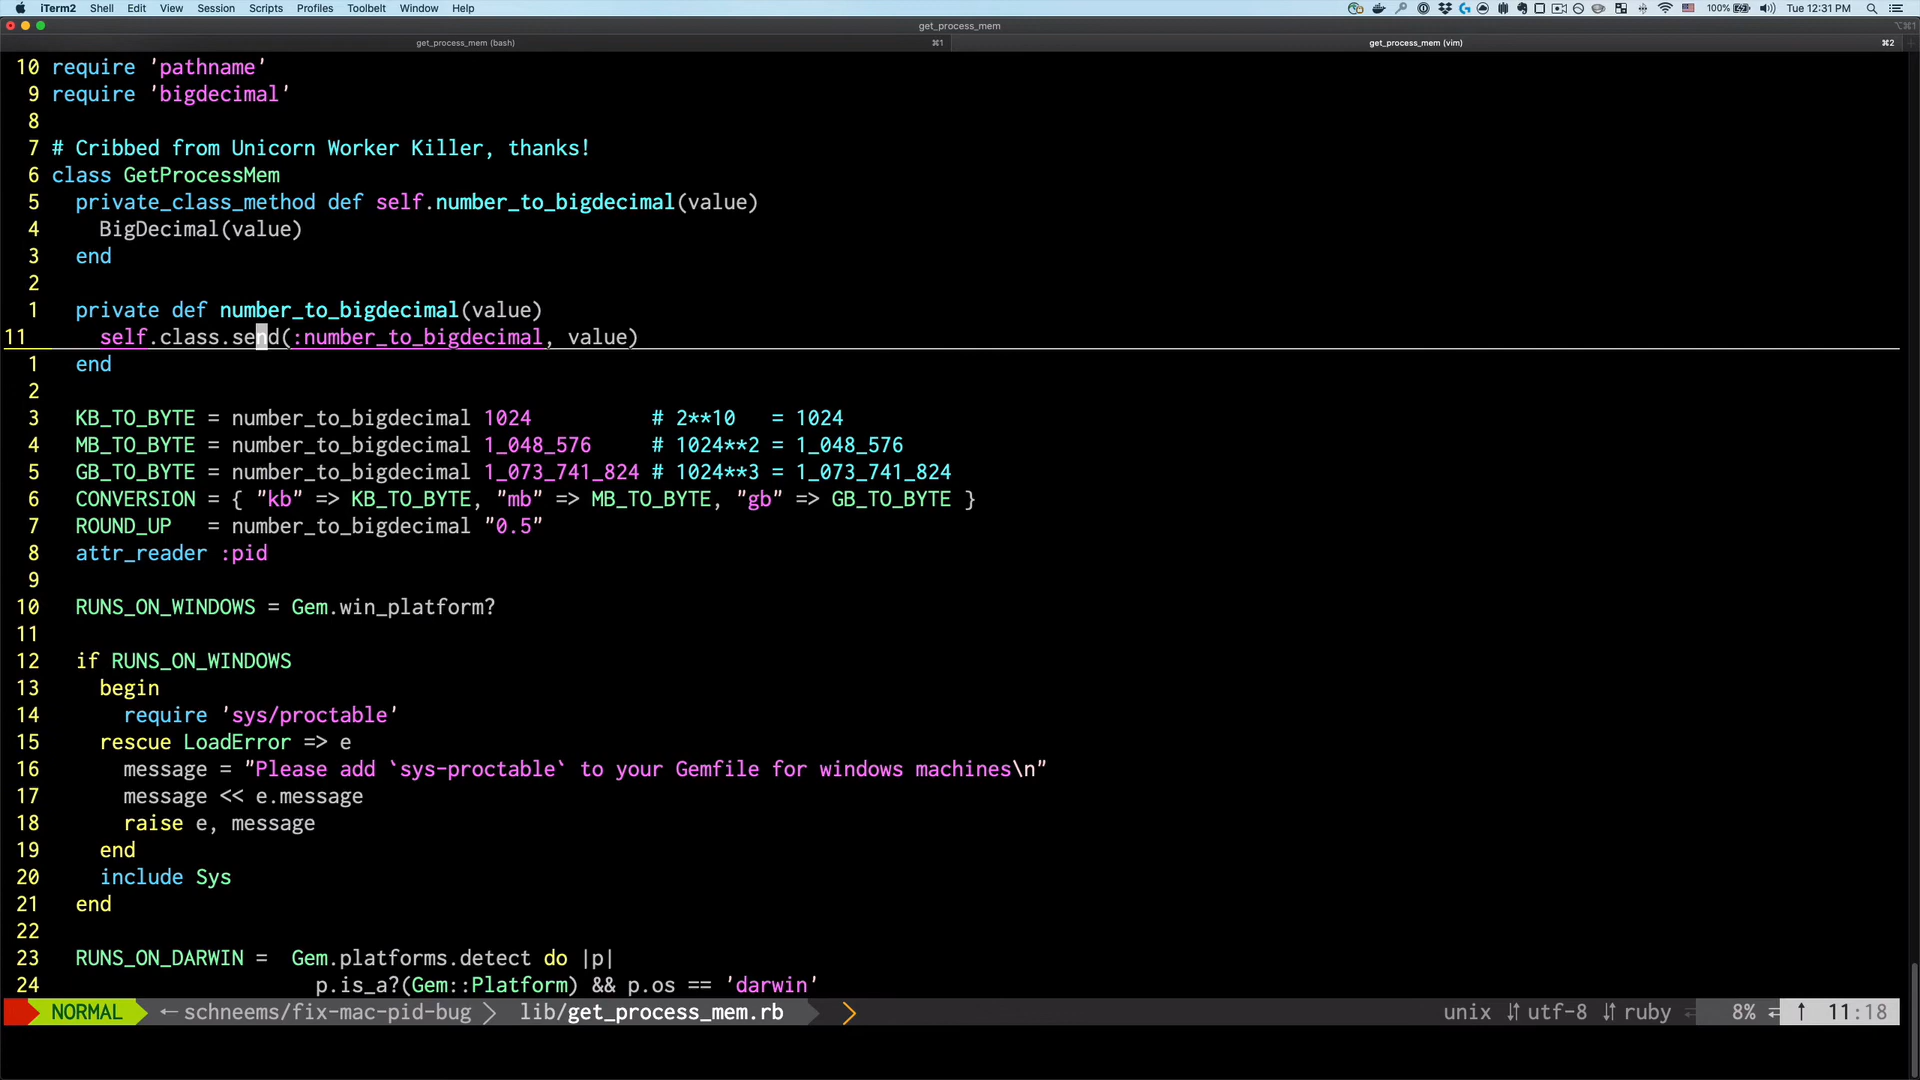 iTerm2 Shell Edit View Session Scripts Profiles Toolbelt Window Help 100% Tue 12:31 PM
get_process_mem ⌥⌘1
get_process_mem (bash) ⌘1 get_process_mem (vim) ⌘2
10 require 'pathname'
9 require 'bigdecimal'
8
7 # Cribbed from Unicorn Worker Killer, thanks!
6 class GetProcessMem
5   private_class_method def self.number_to_bigdecimal(value)
4     BigDecimal(value)
3   end
2
1   private def number_to_bigdecimal(value)
11     self.class.send(:number_to_bigdecimal, value)
1   end
2
3   KB_TO_BYTE = number_to_bigdecimal 1024          # 2**10   = 1024
4   MB_TO_BYTE = number_to_bigdecimal 1_048_576     # 1024**2 = 1_048_576
5   GB_TO_BYTE = number_to_bigdecimal 1_073_741_824 # 1024**3 = 1_073_741_824
6   CONVERSION = { "kb" => KB_TO_BYTE, "mb" => MB_TO_BYTE, "gb" => GB_TO_BYTE }
7   ROUND_UP   = number_to_bigdecimal "0.5"
8   attr_reader :pid
9
10   RUNS_ON_WINDOWS = Gem.win_platform?
11
12   if RUNS_ON_WINDOWS
13     begin
14       require 'sys/proctable'
15     rescue LoadError => e
16       message = "Please add `sys-proctable` to your Gemfile for windows machines\n"
17       message << e.message
18       raise e, message
19     end
20     include Sys
21   end
22
23   RUNS_ON_DARWIN =  Gem.platforms.detect do |p|
24                       p.is_a?(Gem::Platform) && p.os == 'darwin'
NORMAL ← schneems/fix-mac-pid-bug lib/get_process_mem.rb unix utf-8 ruby 8% 11:18